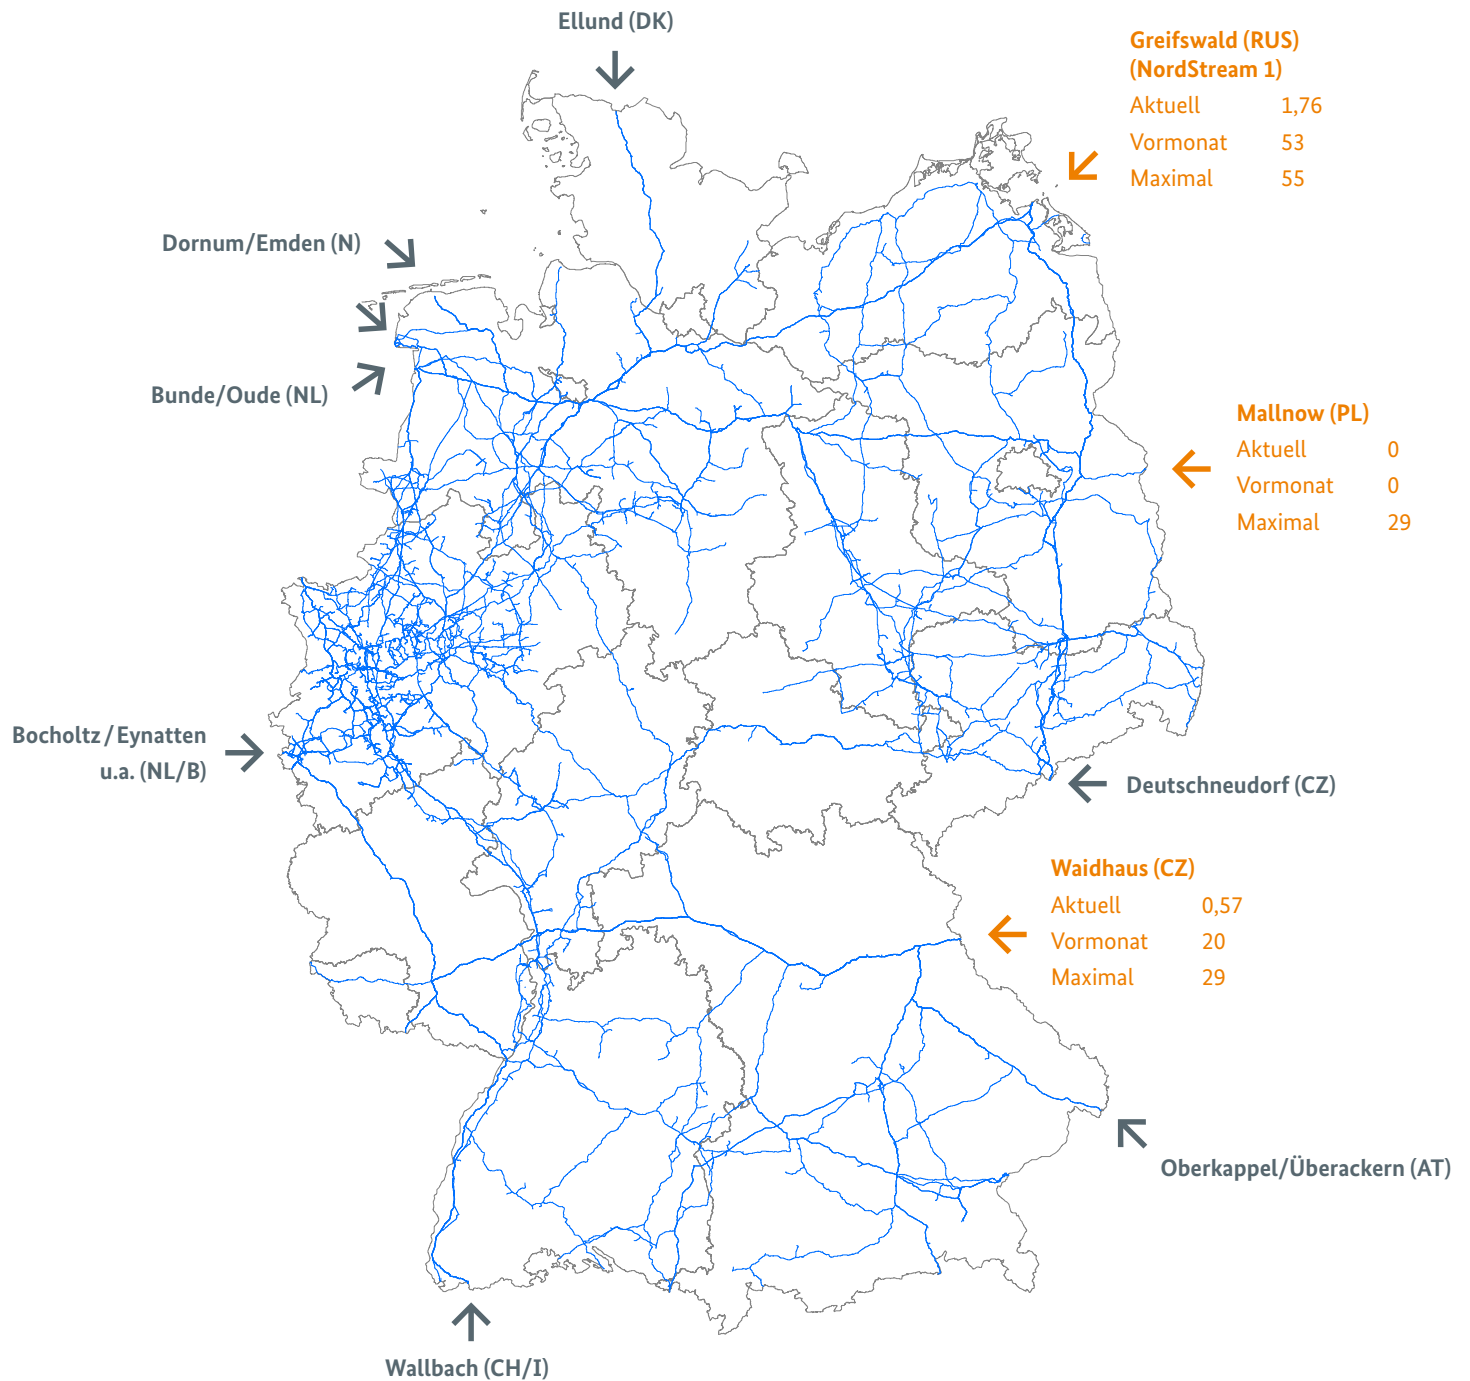 Ellund (DK)
Greifswald (RUS)
(NordStream 1)
Aktuell 1,76
Vormonat 53
Maximal 55
Dornum/Emden (N)
Bunde/Oude (NL)
Mallnow (PL)
Aktuell 0
Vormonat 0
Maximal 29
Bocholtz/Eynatten
u.a. (NL/B)
Deutschneudorf (CZ)
Waidhaus (CZ)
Aktuell 0,57
Vormonat 20
Maximal 29
Oberkappel/Überackern (AT)
Wallbach (CH/I)